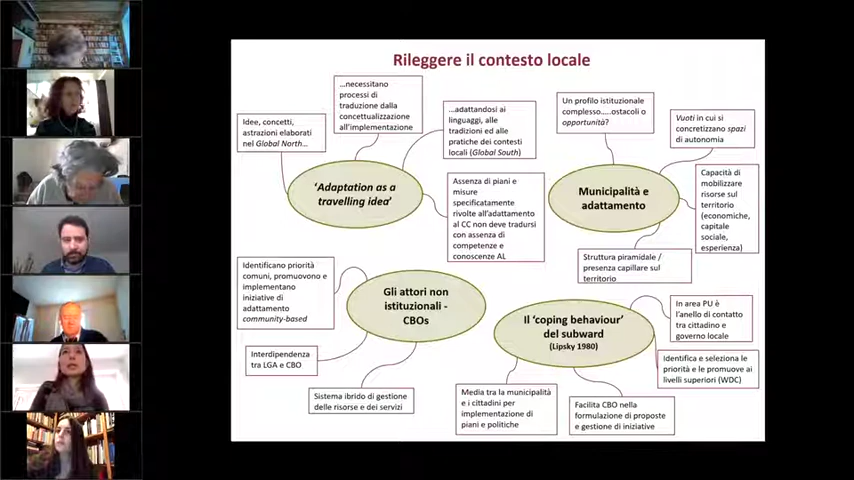 Rileggere il contesto locale
Idee, concetti,
astrazioni elaborati
nel Global North...
...necessitano
processi di
traduzione dalla
concettualizzazione
all'implementazione
...adattandosi ai
linguaggi, alle
tradizioni ed alle
pratiche dei contesti
locali (Global South)
'Adaptation as a
travelling idea'
Assenza di piani e
misure
specificatamente
rivolte all'adattamento
al CC non deve tradursi
con assenza di
competenze e
conoscenze AL
Un profilo istituzionale
complesso.....ostacoli o
opportunità?
Vuoti in cui si
concretizzano spazi
di autonomia
Municipalità e
adattamento
Capacità di
mobilizzare
risorse sul
territorio
(economiche,
capitale
sociale,
esperienza)
Struttura piramidale /
presenza capillare sul
territorio
Identificano priorità
comuni, promuovono e
implementano
iniziative di
adattamento
community-based
Gli attori non
istituzionali -
CBOs
Interdipendenza
tra LGA e CBO
Sistema ibrido di gestione
delle risorse e dei servizi
Il 'coping behaviour'
del subward
(Lipsky 1980)
In area PU è
l'anello di contatto
tra cittadino e
governo locale
Identifica e seleziona le
priorità e le promuove ai
livelli superiori (WDC)
Media tra la municipalità
e i cittadini per
implementazione di
piani e politiche
Facilita CBO nella
formulazione di proposte
e gestione di iniziative